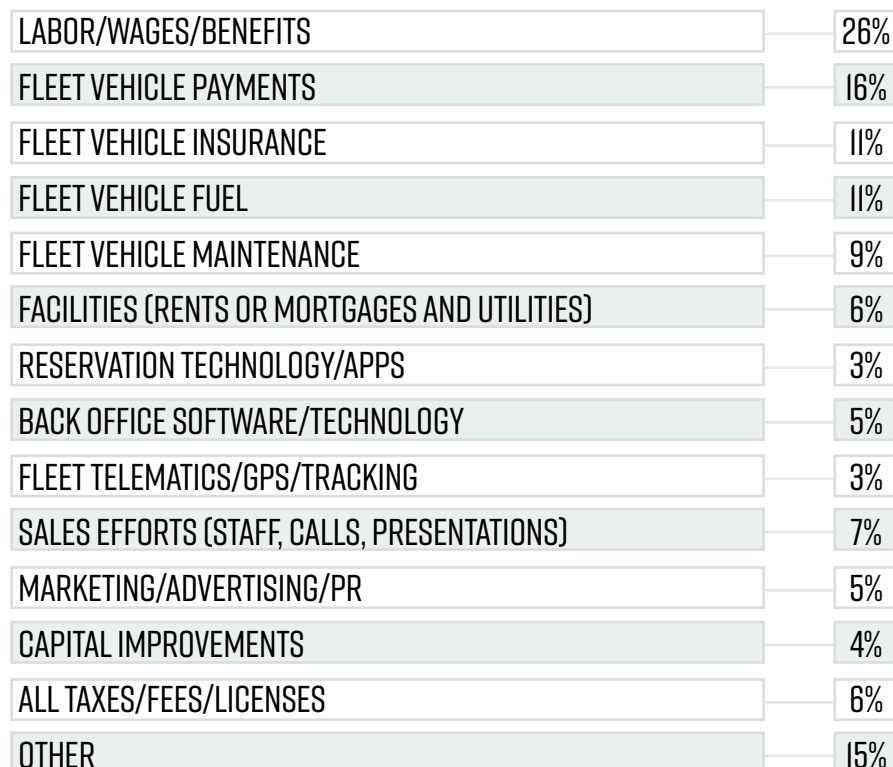 LABOR/WAGES/BENEFITS 26%
FLEET VEHICLE PAYMENTS 16%
FLEET VEHICLE INSURANCE 11%
FLEET VEHICLE FUEL 11%
FLEET VEHICLE MAINTENANCE 9%
FACILITIES (RENTS OR MORTGAGES AND UTILITIES) 6%
RESERVATION TECHNOLOGY/APPS 3%
BACK OFFICE SOFTWARE/TECHNOLOGY 5%
FLEET TELEMATICS/GPS/TRACKING 3%
SALES EFFORTS (STAFF, CALLS, PRESENTATIONS) 7%
MARKETING/ADVERTISING/PR 5%
CAPITAL IMPROVEMENTS 4%
ALL TAXES/FEES/LICENSES 6%
OTHER 15%